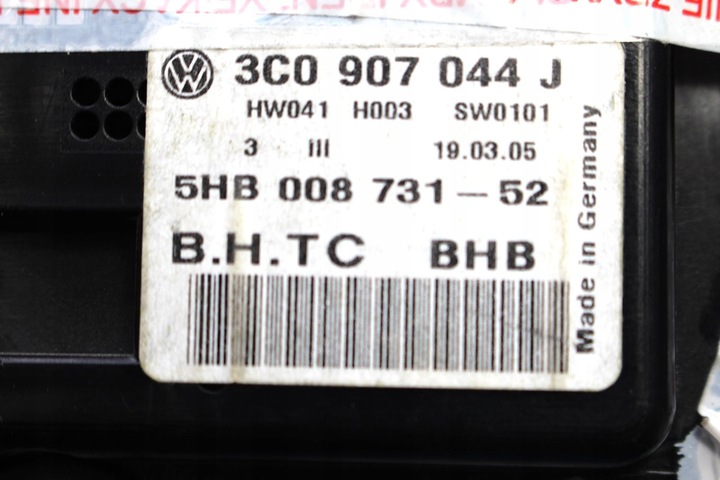 3C0 907 044 J
HW041 H003 SW0101
3 III 19.03.05
5HB 008 731-52
B.H.TC BHB
Made in Germany